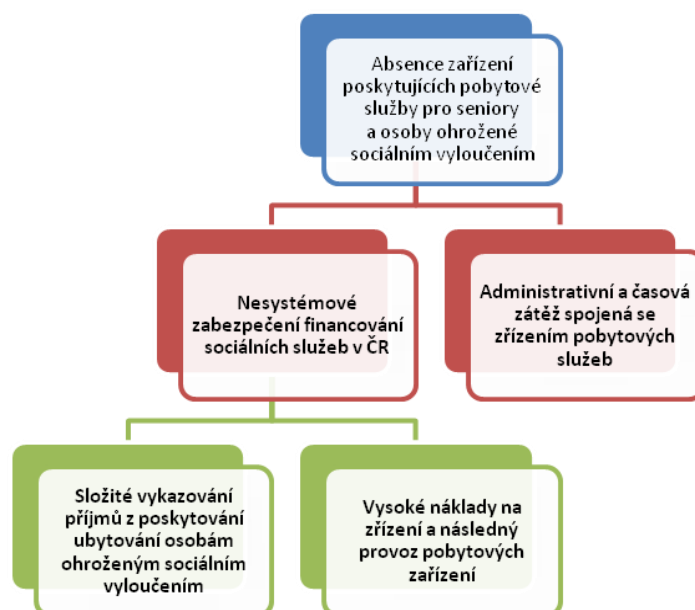 Absence zařízení
poskytujících pobytové
služby pro seniory
a osoby ohrožené
sociálním vyloučením
Nesystémové
zabezpečení financování
sociálních služeb v ČR
Administrativní a časová
zátěž spojená se
zřízením pobytových
služeb
Složité vykazování
příjmů z poskytování
ubytování osobám
ohroženým sociálním
vyloučením
Vysoké náklady na
zřízení a následný
provoz pobytových
zařízení